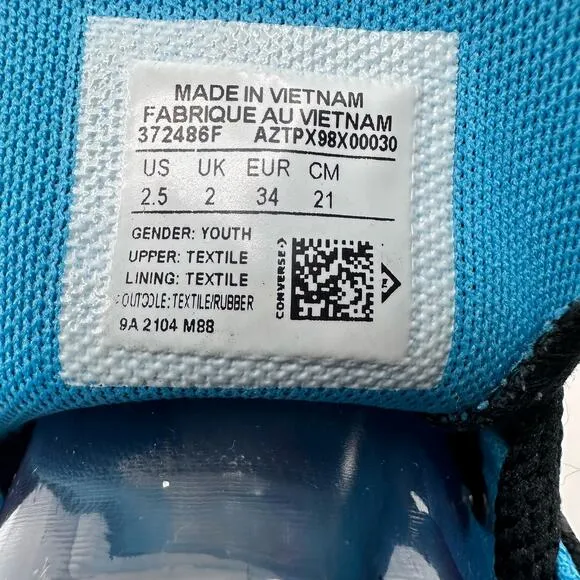 MADE IN VIETNAM
FABRIQUE AU VIETNAM
372486F AZTPX98X00030
US UK EUR CM
2.5 2 34 21
GENDER: YOUTH
UPPER: TEXTILE
LINING: TEXTILE
OUTSOLE: TEXTILE/RUBBER
9A 2104 M88
CONVERSE